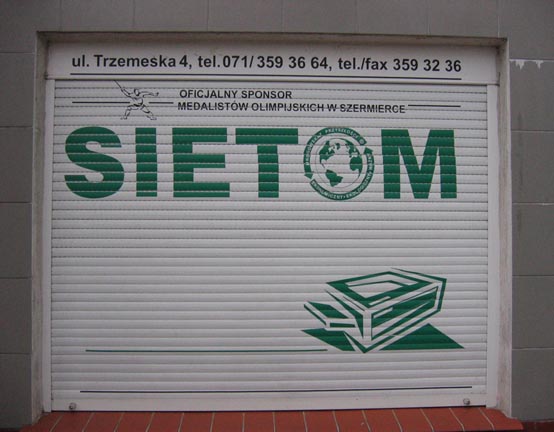 ul. Trzemeska 4, tel. 071/ 359 36 64, tel./fax 359 32 36
OFICJALNY SPONSOR
MEDALISTÓW OLIMPIJSKICH W SZERMIERCE
SIETOM